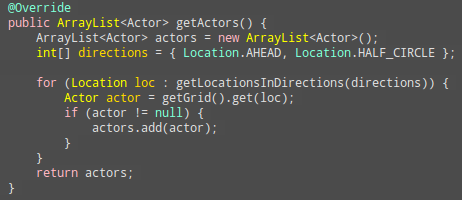 @Override
public ArrayList<Actor> getActors() {
    ArrayList<Actor> actors = new ArrayList<Actor>();
    int[] directions = { Location.AHEAD, Location.HALF_CIRCLE };

    for (Location loc : getLocationsInDirections(directions)) {
        Actor actor = getGrid().get(loc);
        if (actor != null) {
            actors.add(actor);
        }
    }
    return actors;
}